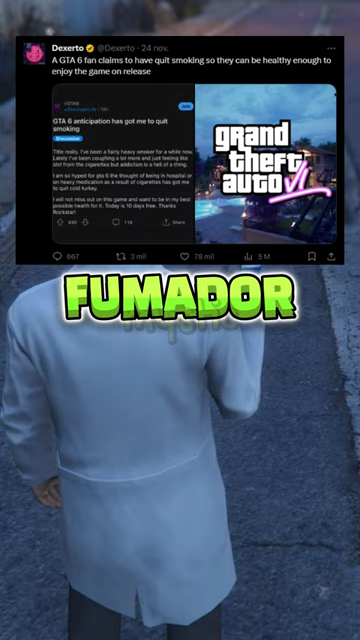 Dexerto @Dexerto · 24 nov.
A GTA 6 fan claims to have quit smoking so they can be healthy enough to
enjoy the game on release
r/GTA6
Join
GTA 6 anticipation has got me to quit
smoking
Discussion
Title really. I've been a fairly heavy smoker for a while now.
Lately I've been coughing a lot more and just feeling like
shit from the cigarettes but addiction is a hell of a thing.
I am so hyped for gta 6 the thought of being in hospital or
on heavy medication as a result of cigarettes has got me
to quit cold turkey.
I will not miss out on this game and want to be in my best
possible health for it. Today is 10 days free. Thanks
Rockstar!
Share
grand
theft
auto VI
667 3 mil 78 mil 5 M
FUMADOR